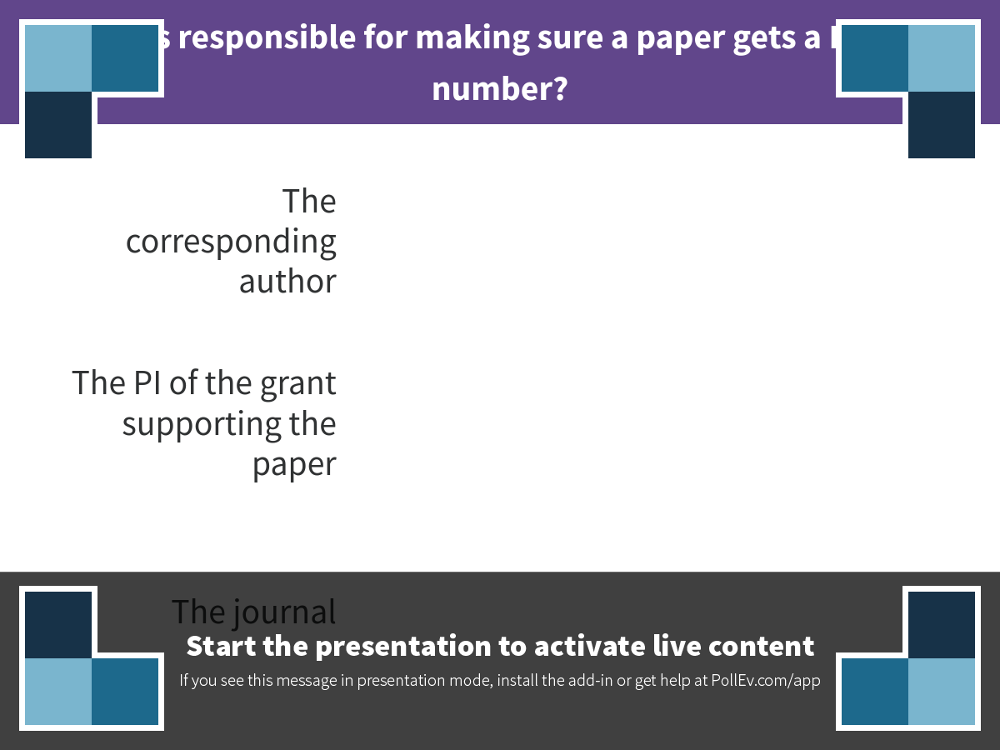 responsible for making sure a paper gets a
number?
The
corresponding
author
The PI of the grant
supporting the
paper
The journal
Start the presentation to activate live content
If you see this message in presentation mode, install the add-in or get help at PollEv.com/app